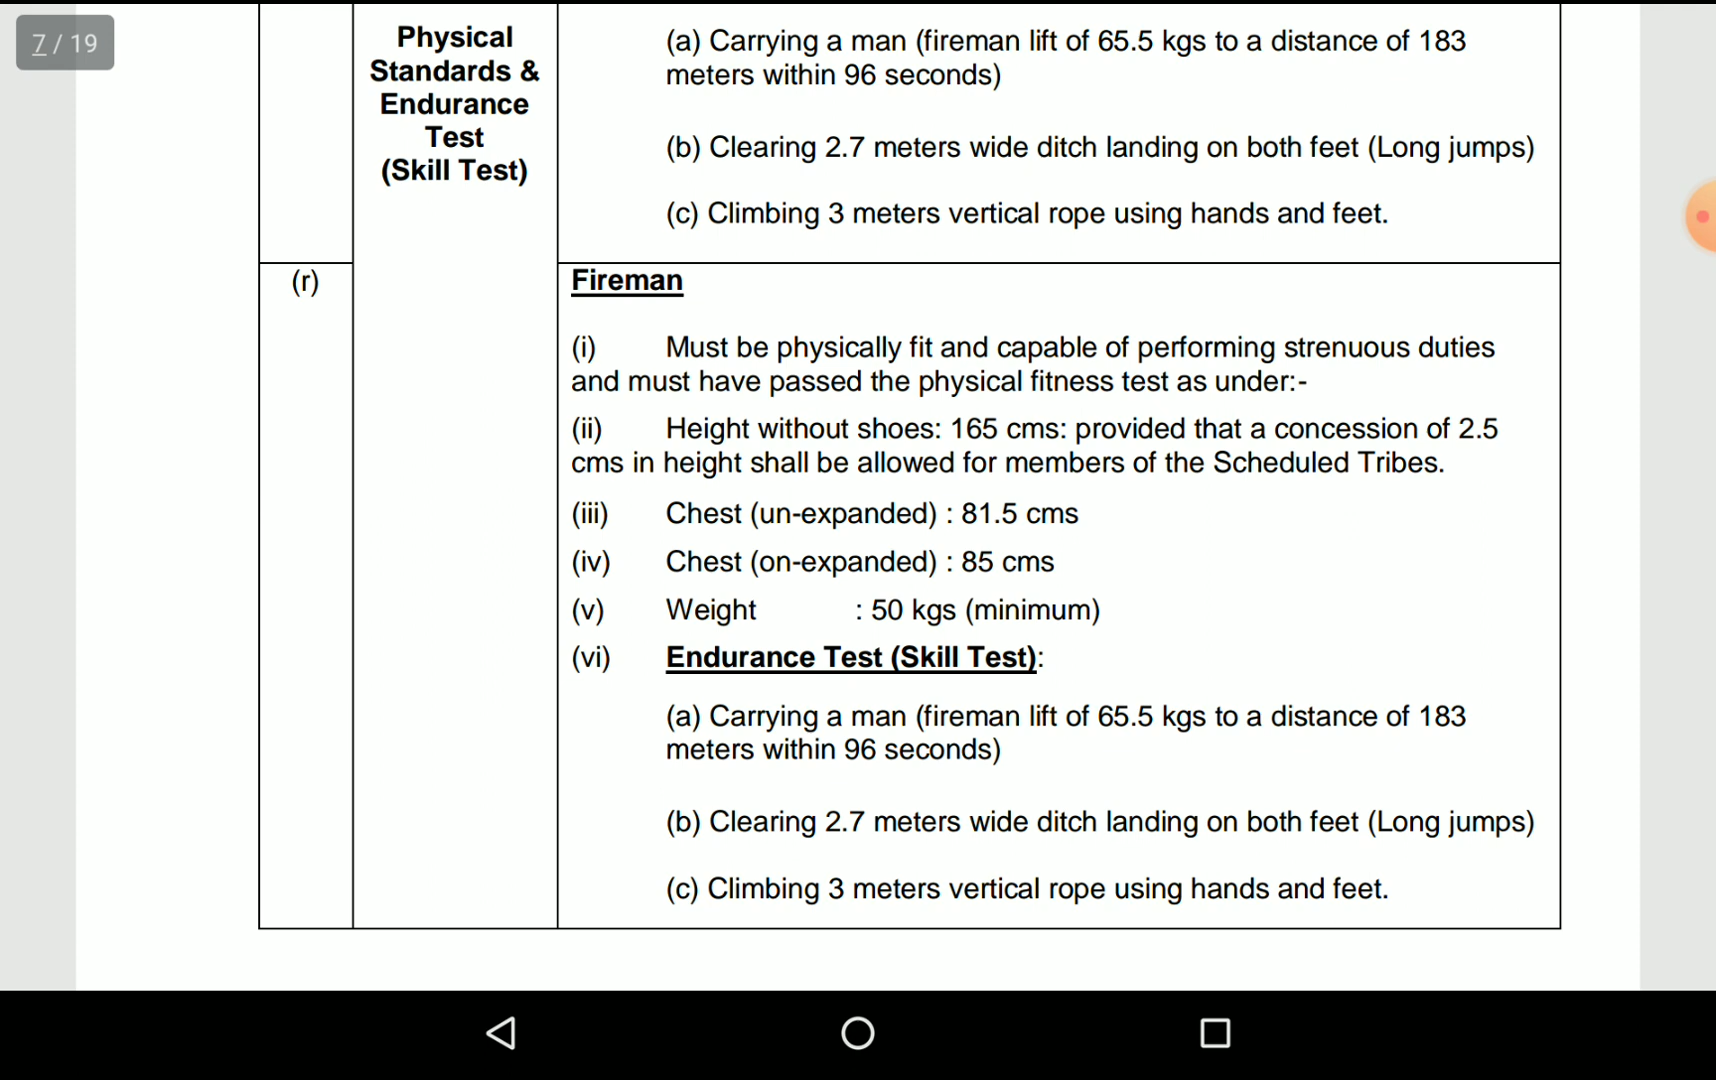 7 / 19
Physical
Standards &
Endurance
Test
(Skill Test)
(a) Carrying a man (fireman lift of 65.5 kgs to a distance of 183
meters within 96 seconds)
(b) Clearing 2.7 meters wide ditch landing on both feet (Long jumps)
(c) Climbing 3 meters vertical rope using hands and feet.
(r)
Fireman
(i) Must be physically fit and capable of performing strenuous duties
and must have passed the physical fitness test as under:-
(ii) Height without shoes: 165 cms: provided that a concession of 2.5
cms in height shall be allowed for members of the Scheduled Tribes.
(iii) Chest (un-expanded) : 81.5 cms
(iv) Chest (on-expanded) : 85 cms
(v) Weight : 50 kgs (minimum)
(vi) Endurance Test (Skill Test):
(a) Carrying a man (fireman lift of 65.5 kgs to a distance of 183
meters within 96 seconds)
(b) Clearing 2.7 meters wide ditch landing on both feet (Long jumps)
(c) Climbing 3 meters vertical rope using hands and feet.